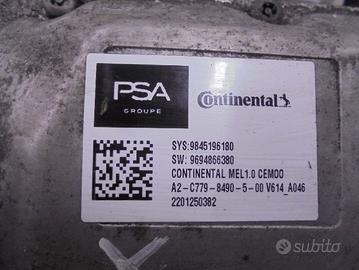 PSA
GROUPE
Continental
SYS:9845196180
SW: 9694866380
CONTINENTAL MEL1.0 CEMOO
A2-C779-8490-5-00 V614_A046
2201250382
subito